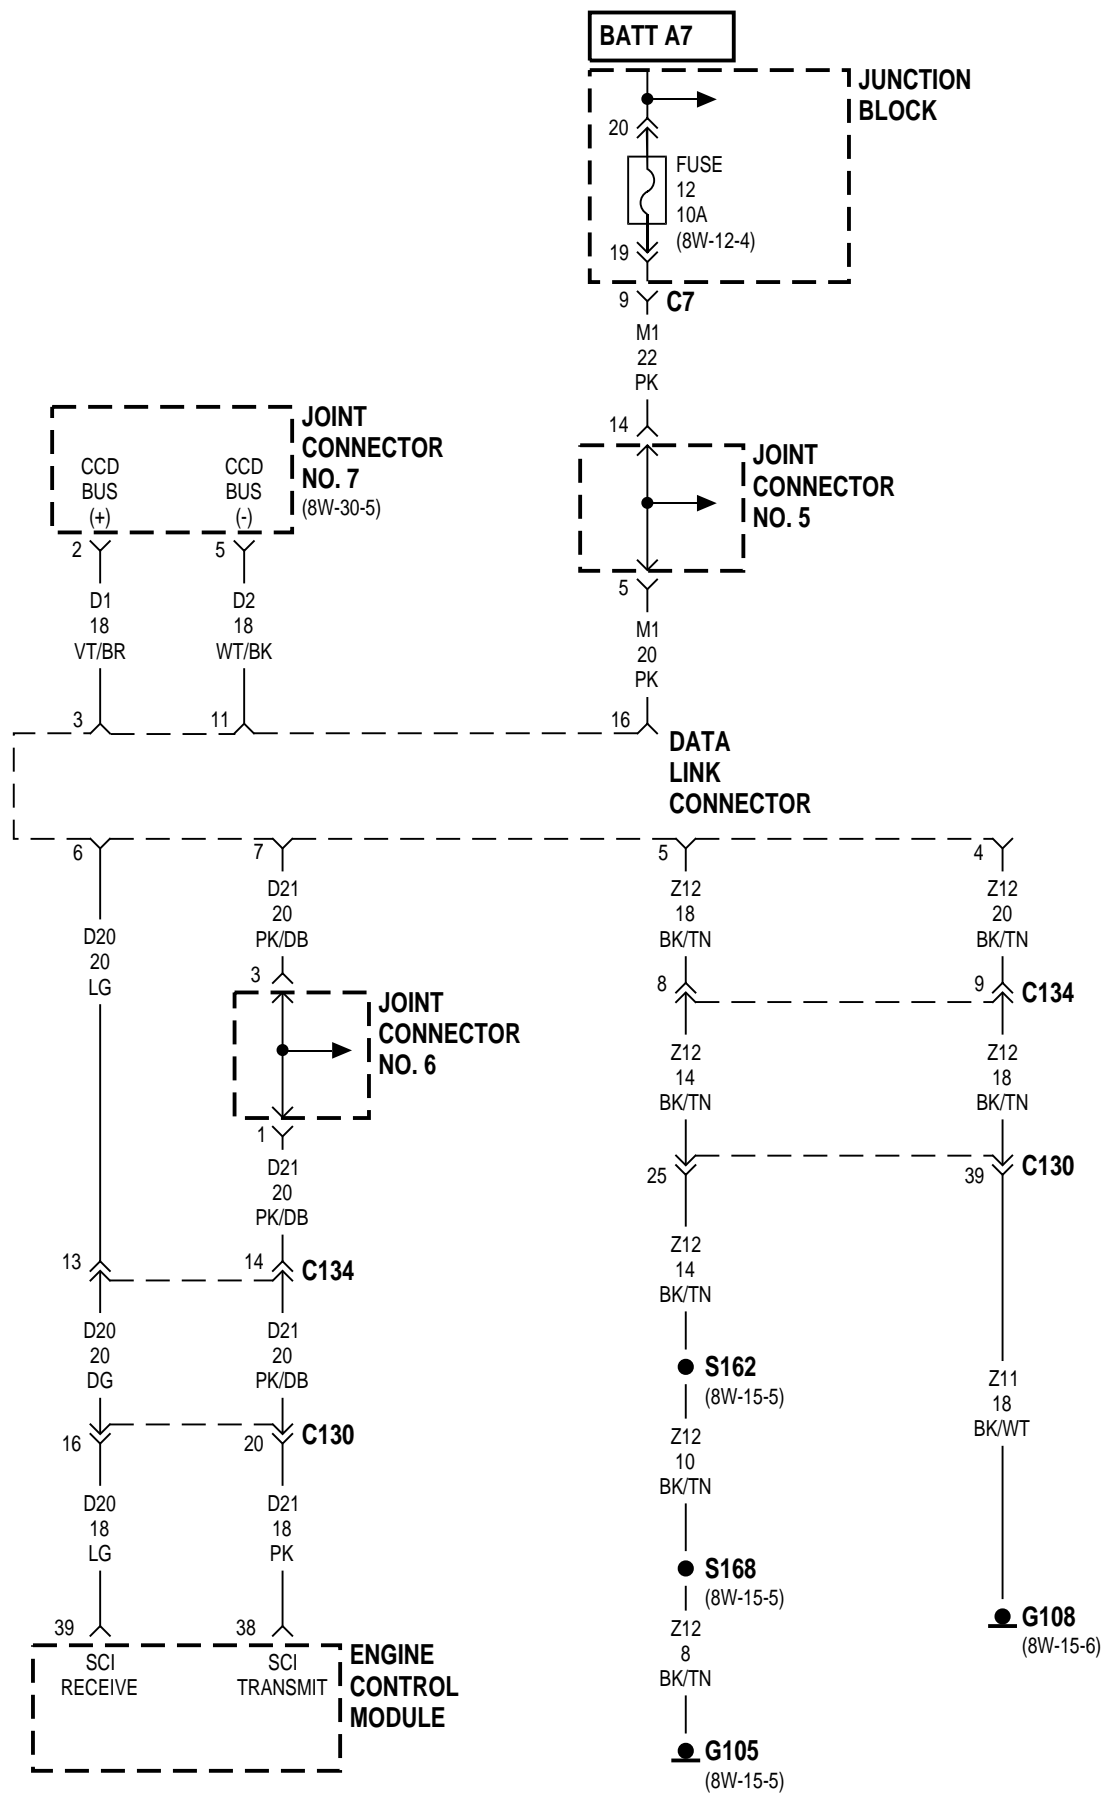 BATT A7
JUNCTION
BLOCK
20
FUSE
12
10A
(8W-12-4)
19
9
C7
M1
22
PK
14
JOINT
CONNECTOR
NO. 5
5
M1
20
PK
16
JOINT
CONNECTOR
NO. 7
(8W-30-5)
CCD
BUS
(+)
CCD
BUS
(-)
2
5
D1
18
VT/BR
D2
18
WT/BK
3
11
DATA
LINK
CONNECTOR
6
7
5
4
D20
20
LG
D21
20
PK/DB
3
JOINT
CONNECTOR
NO. 6
1
D21
20
PK/DB
13
14
C134
D20
20
DG
D21
20
PK/DB
16
20
C130
D20
18
LG
D21
18
PK
39
38
SCI
RECEIVE
SCI
TRANSMIT
ENGINE
CONTROL
MODULE
Z12
18
BK/TN
Z12
20
BK/TN
8
9
C134
Z12
14
BK/TN
Z12
18
BK/TN
25
39
C130
Z12
14
BK/TN
S162
(8W-15-5)
Z12
10
BK/TN
S168
(8W-15-5)
Z12
8
BK/TN
G105
(8W-15-5)
Z11
18
BK/WT
G108
(8W-15-6)